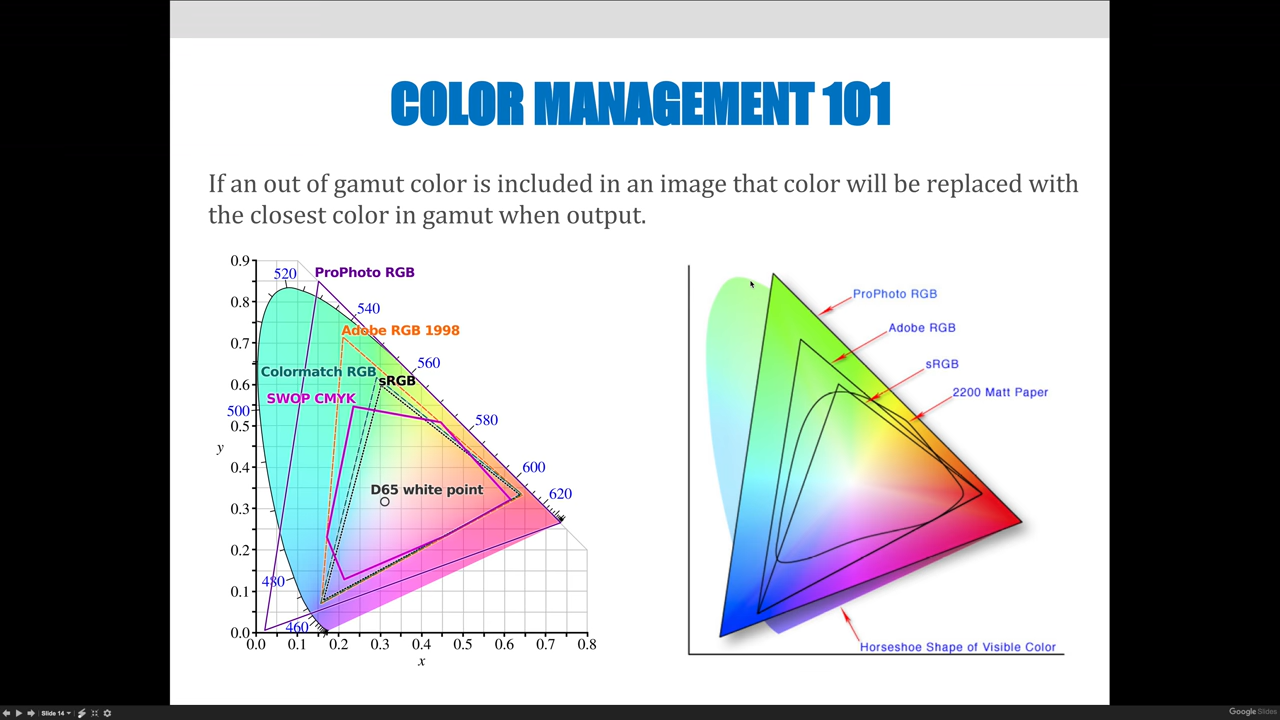 COLOR MANAGEMENT 101
If an out of gamut color is included in an image that color will be replaced with
the closest color in gamut when output.
0.9
0.8
0.7
0.6
0.5
0.4
0.3
0.2
0.1
0.0
y
0.0 0.1 0.2 0.3 0.4 0.5 0.6 0.7 0.8
x
520
540
560
580
600
620
500
480
460
ProPhoto RGB
Adobe RGB 1998
Colormatch RGB
sRGB
SWOP CMYK
D65 white point
ProPhoto RGB
Adobe RGB
sRGB
2200 Matt Paper
Horseshoe Shape of Visible Color
Slide 14
Google Slides